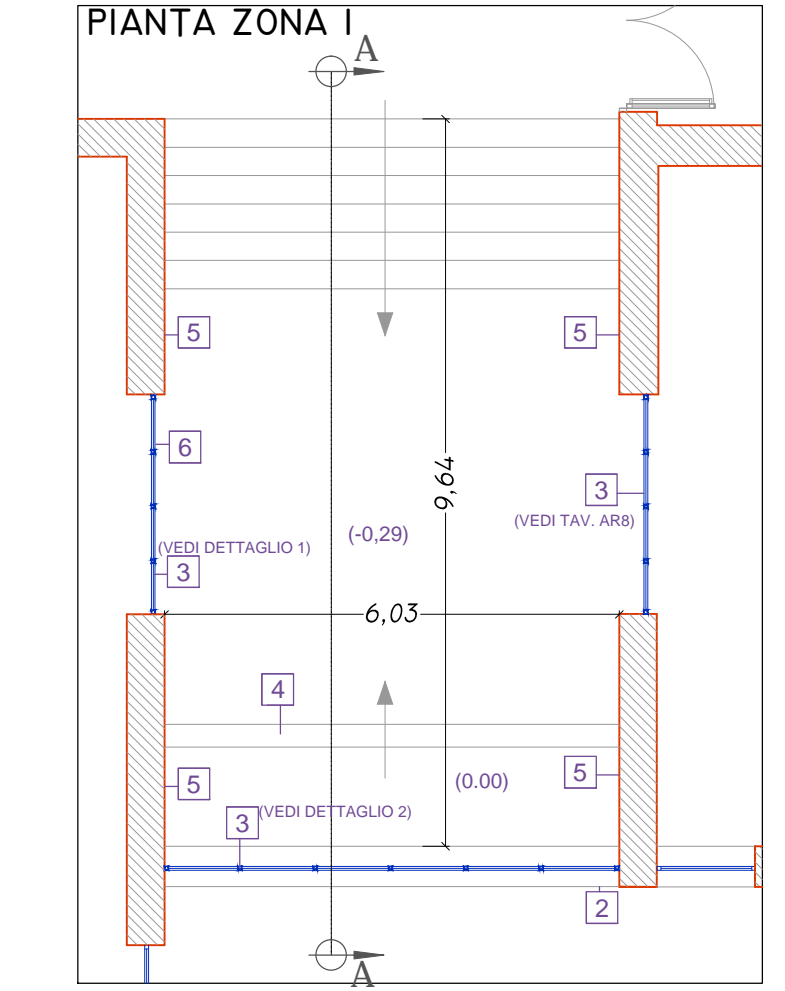 PIANTA ZONA I
A
5
5
6
9,64
3
(VEDI TAV. AR8)
(-0,29)
(VEDI DETTAGLIO 1)
3
6,03
4
5
(0.00)
5
(VEDI DETTAGLIO 2)
3
2
A